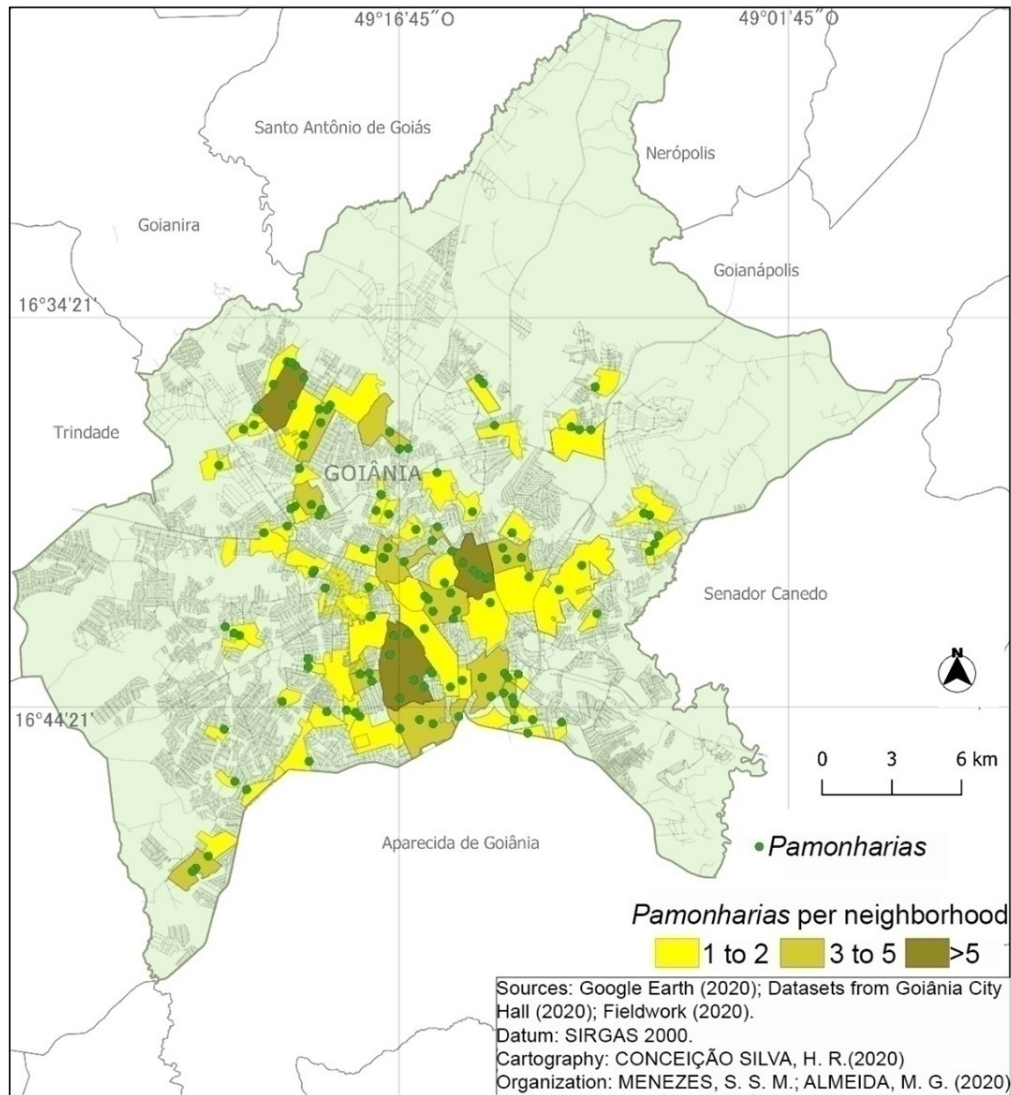 49°16'45"O
49°01'45"O
Santo Antônio de Goiás
Nerópolis
Goianira
Goianápolis
16°34'21'
Trindade
GOIÂNIA
Senador Canedo
N
16°44'21'
0 3 6 km
Aparecida de Goiânia
Pamonharias
Pamonharias per neighborhood
1 to 2 3 to 5 >5
Sources: Google Earth (2020); Datasets from Goiânia City
Hall (2020); Fieldwork (2020).
Datum: SIRGAS 2000.
Cartography: CONCEIÇÃO SILVA, H. R.(2020)
Organization: MENEZES, S. S. M.; ALMEIDA, M. G. (2020)